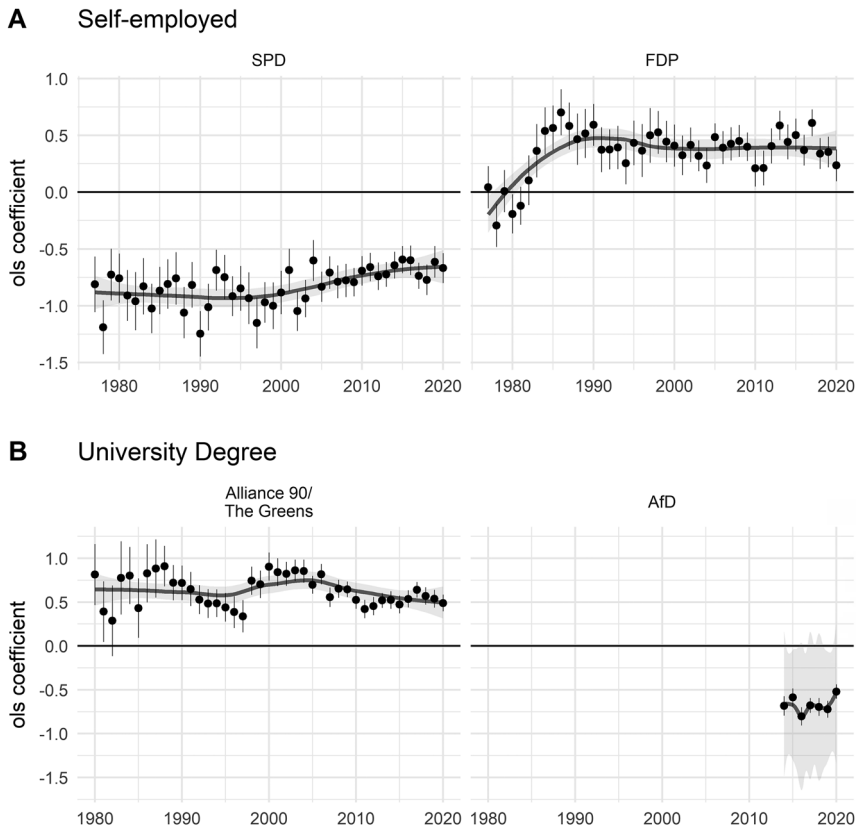 A Self-employed
SPD
FDP
1.0
0.5
0.0
-0.5
-1.0
-1.5
ols coefficient
1980 1990 2000 2010 2020
1980 1990 2000 2010 2020
B University Degree
Alliance 90/
The Greens
AfD
1.0
0.5
0.0
-0.5
-1.0
-1.5
ols coefficient
1980 1990 2000 2010 2020
1980 1990 2000 2010 2020